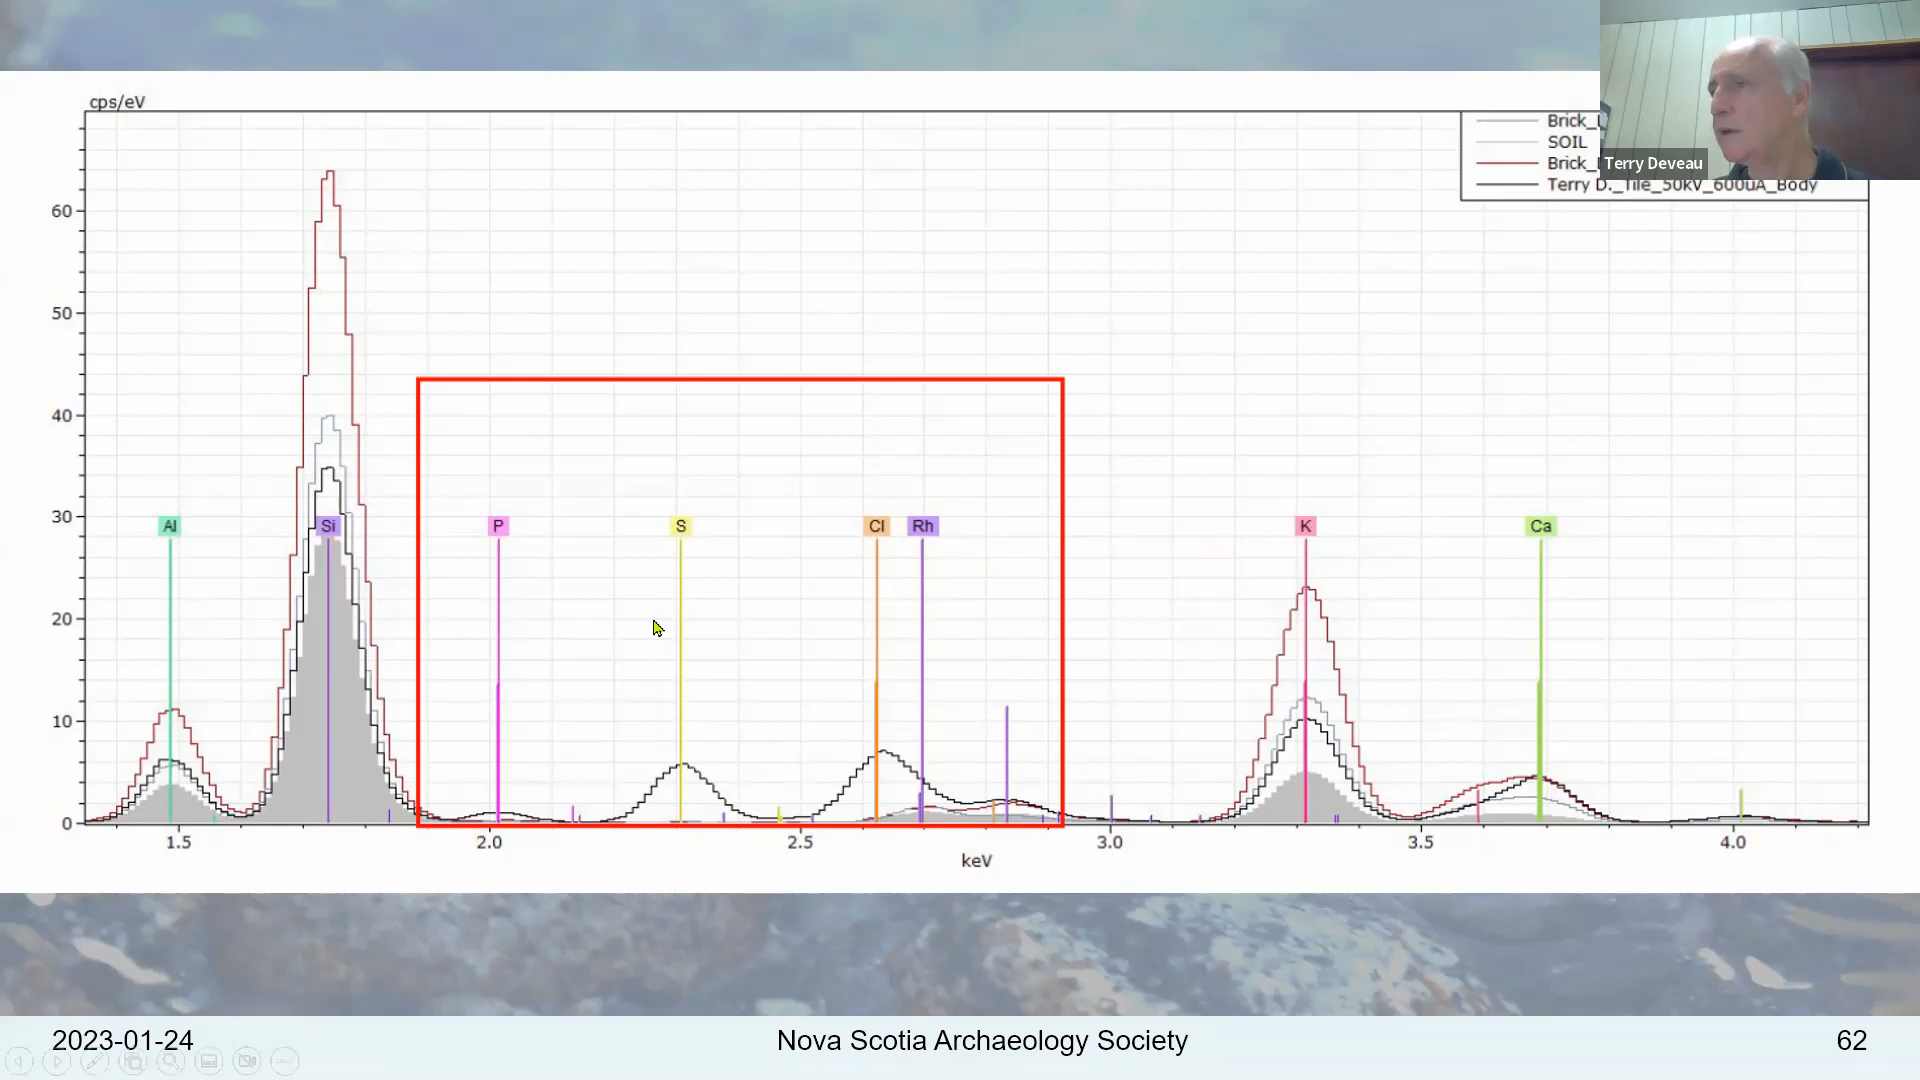 cps/eV
Brick_
SOIL
Brick_
Terry Deveau
Terry D._Tile_50kV_600uA_Body
60
50
40
30
20
10
0
Al
Si
P
S
Cl
Rh
K
Ca
1.5
2.0
2.5
3.0
3.5
4.0
keV
2023-01-24
Nova Scotia Archaeology Society
62